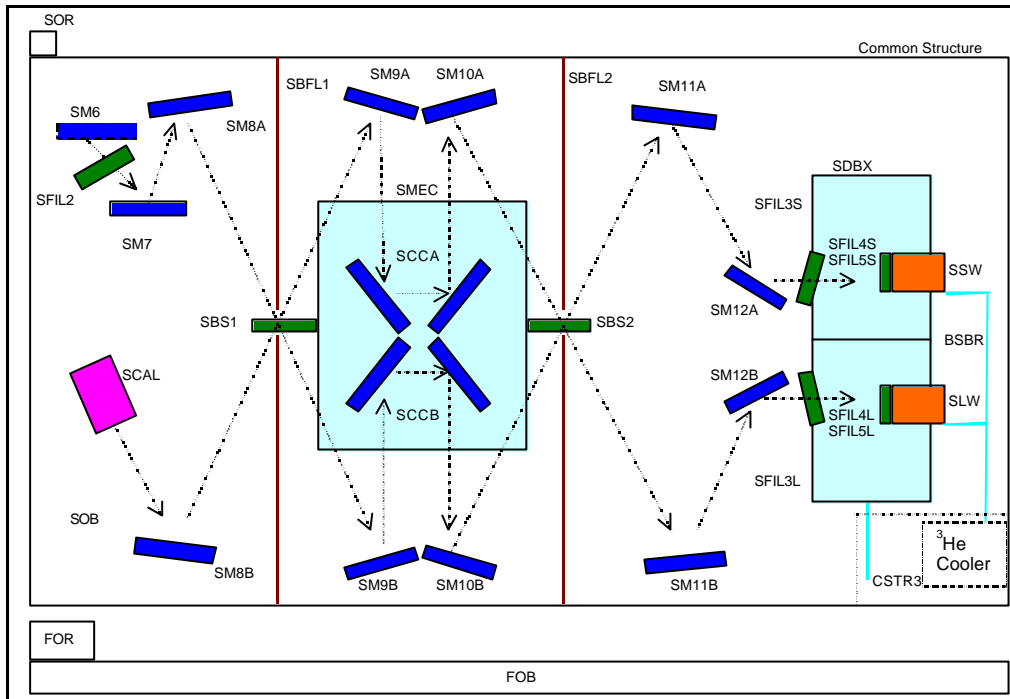 SOR
Common Structure
SBFL1
SM9A
SM10A
SBFL2
SM11A
SM6
SM8A
SFIL2
SM7
SMEC
SDBX
SFIL3S
SCCA
SFIL4S
SFIL5S
SSW
SM12A
SBS1
SBS2
BSBR
SCAL
SM12B
SLW
SCCB
SFIL4L
SFIL5L
SFIL3L
SOB
SM8B
SM9B
SM10B
SM11B
CSTR3
3He
Cooler
FOR
FOB